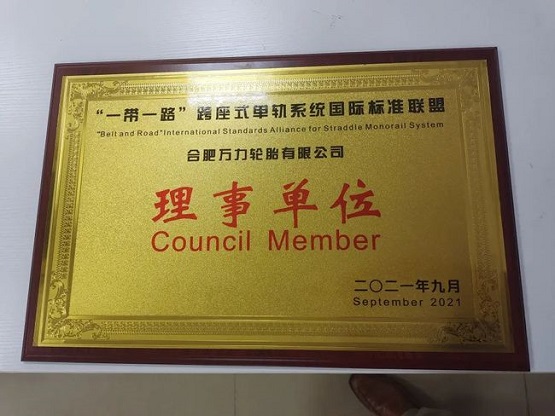 “一带一路”跨座式单轨系统国际标准联盟
"Belt and Road"International Standards Alliance for Straddle Monorail System
合肥万力轮胎有限公司
理事单位
Council Member
二〇二一年九月
September 2021